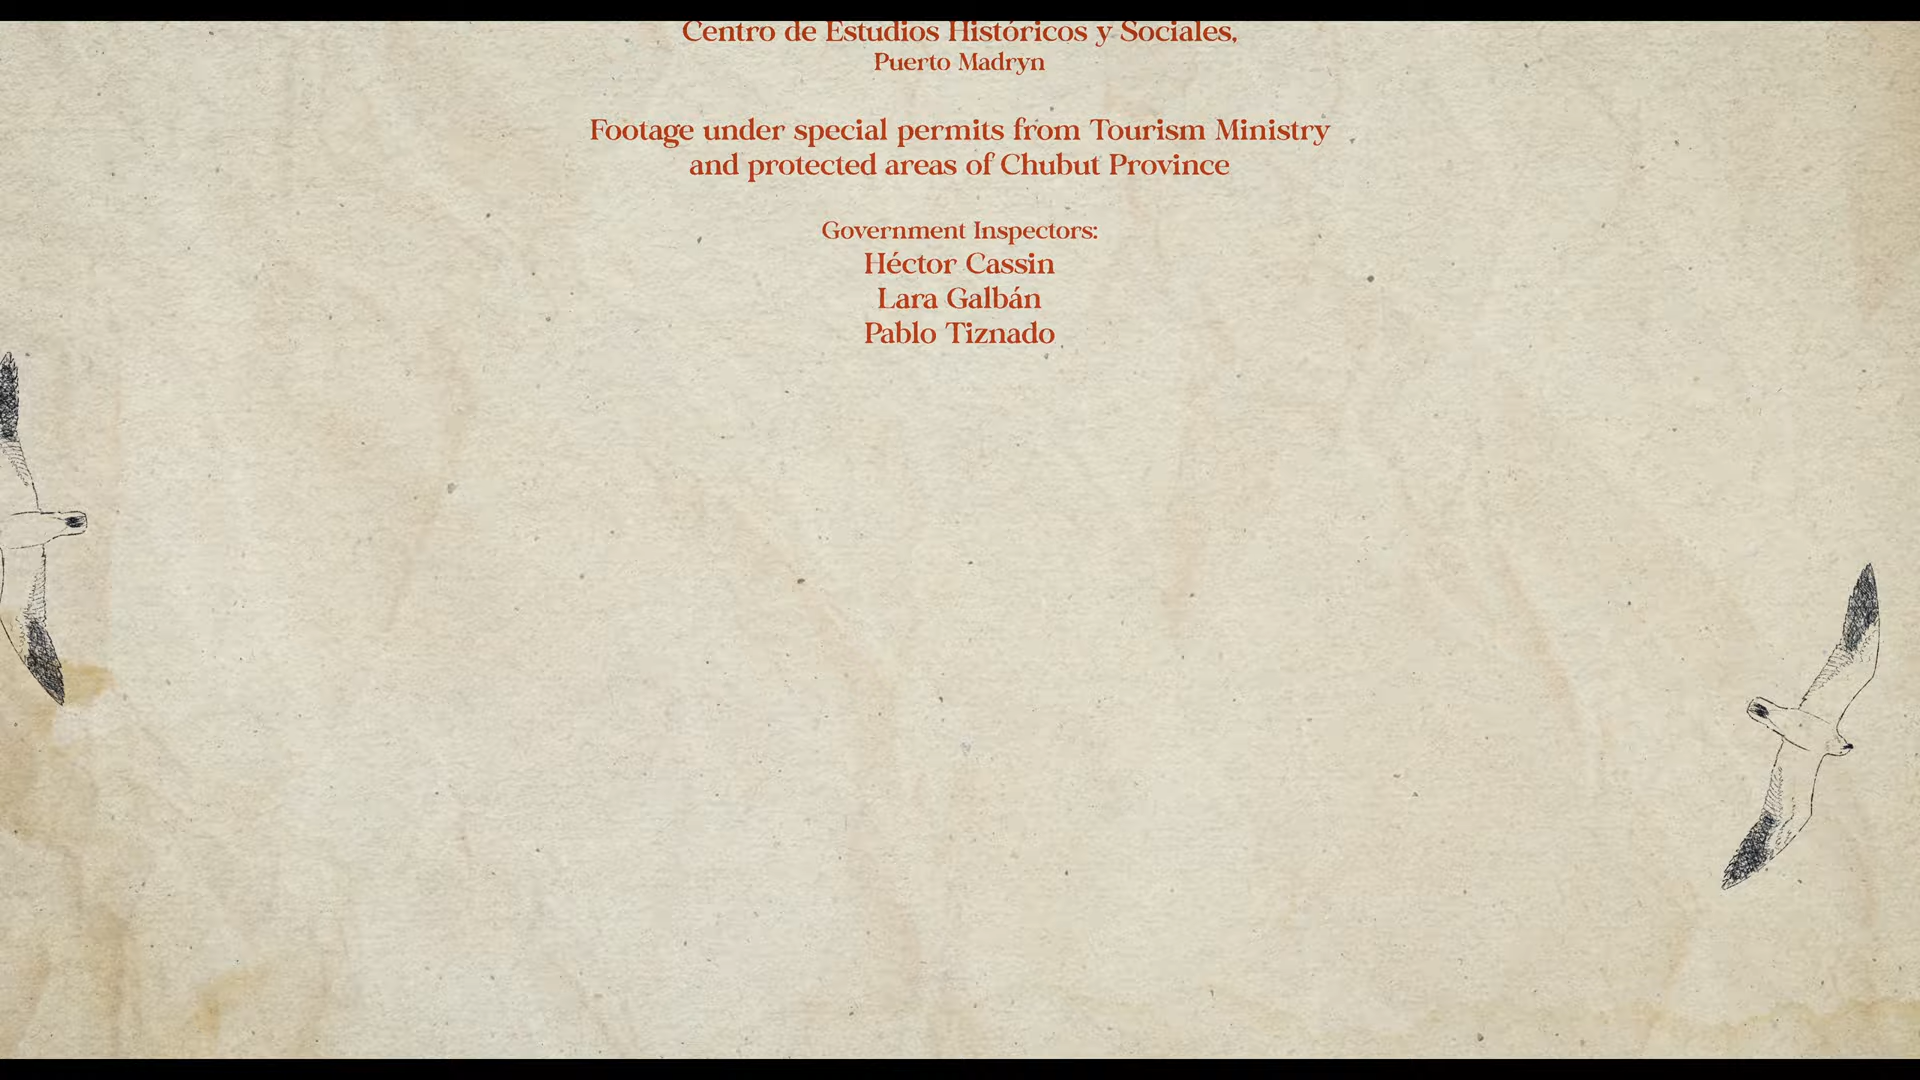 Centro de Estudios Históricos y Sociales,
Puerto Madryn
Footage under special permits from Tourism Ministry
and protected areas of Chubut Province
Government Inspectors:
Héctor Cassin
Lara Galbán
Pablo Tiznado